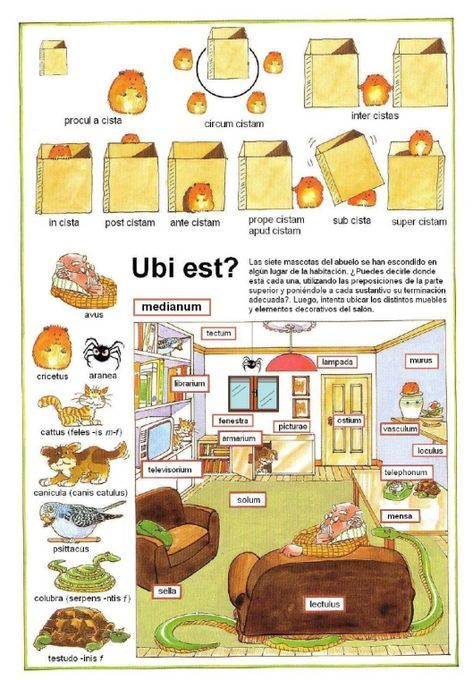 procul a cista
circum cistam
inter cistas
in cista
post cistam
ante cistam
prope cistam
apud cistam
sub cista
super cistam
Ubi est?
Las siete mascotas del abuelo se han escondido en
algún lugar de la habitación. ¿Puedes decirle donde
está cada una, utilizando las preposiciones de la parte
superior y poniéndole a cada sustantivo su terminación
adecuada?. Luego, intenta ubicar los distintos muebles
y elementos decorativos del salón.
avus
medianum
cricetus
aranea
cattus (feles -is m-f)
canicula (canis catulus)
psittacus
colubra (serpens -ntis f)
testudo -inis f
tectum
lampada
murus
librarium
fenestra
picturae
ostium
vasculum
armarium
loculus
televisorium
telephonum
solum
mensa
sella
lectulus